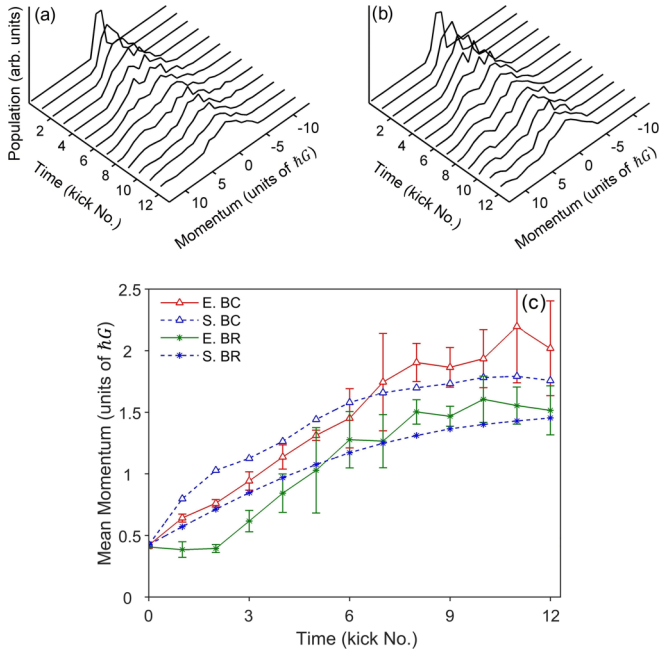 (a)
Population (arb. units)
2
4
6
8
10
12
Time (kick No.)
10
5
0
-5
-10
Momentum (units of ℏG)
(b)
2
4
6
8
10
12
Time (kick No.)
10
5
0
-5
-10
Momentum (units of ℏG)
(c)
E. BC
S. BC
E. BR
S. BR
2.5
2
1.5
1
0.5
0
Mean Momentum (units of ℏG)
0
3
6
9
12
Time (kick No.)